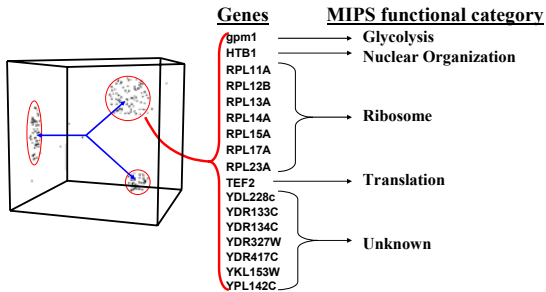 Genes MIPS functional category
gpm1 Glycolysis
HTB1 Nuclear Organization
RPL11A
RPL12B
RPL13A
RPL14A Ribosome
RPL15A
RPL17A
RPL23A
TEF2 Translation
YDL228c
YDR133C
YDR134C
YDR327W Unknown
YDR417C
YKL153W
YPL142C